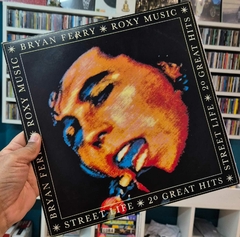 BRYAN FERRY ✷ ROXY MUSIC ✷
20 GREAT HITS ✷
STREET LIFE ✷
STREET LIFE ✷ 20 GREAT HITS ✷
BRYAN FERRY ✷
ROXY MUSIC ✷